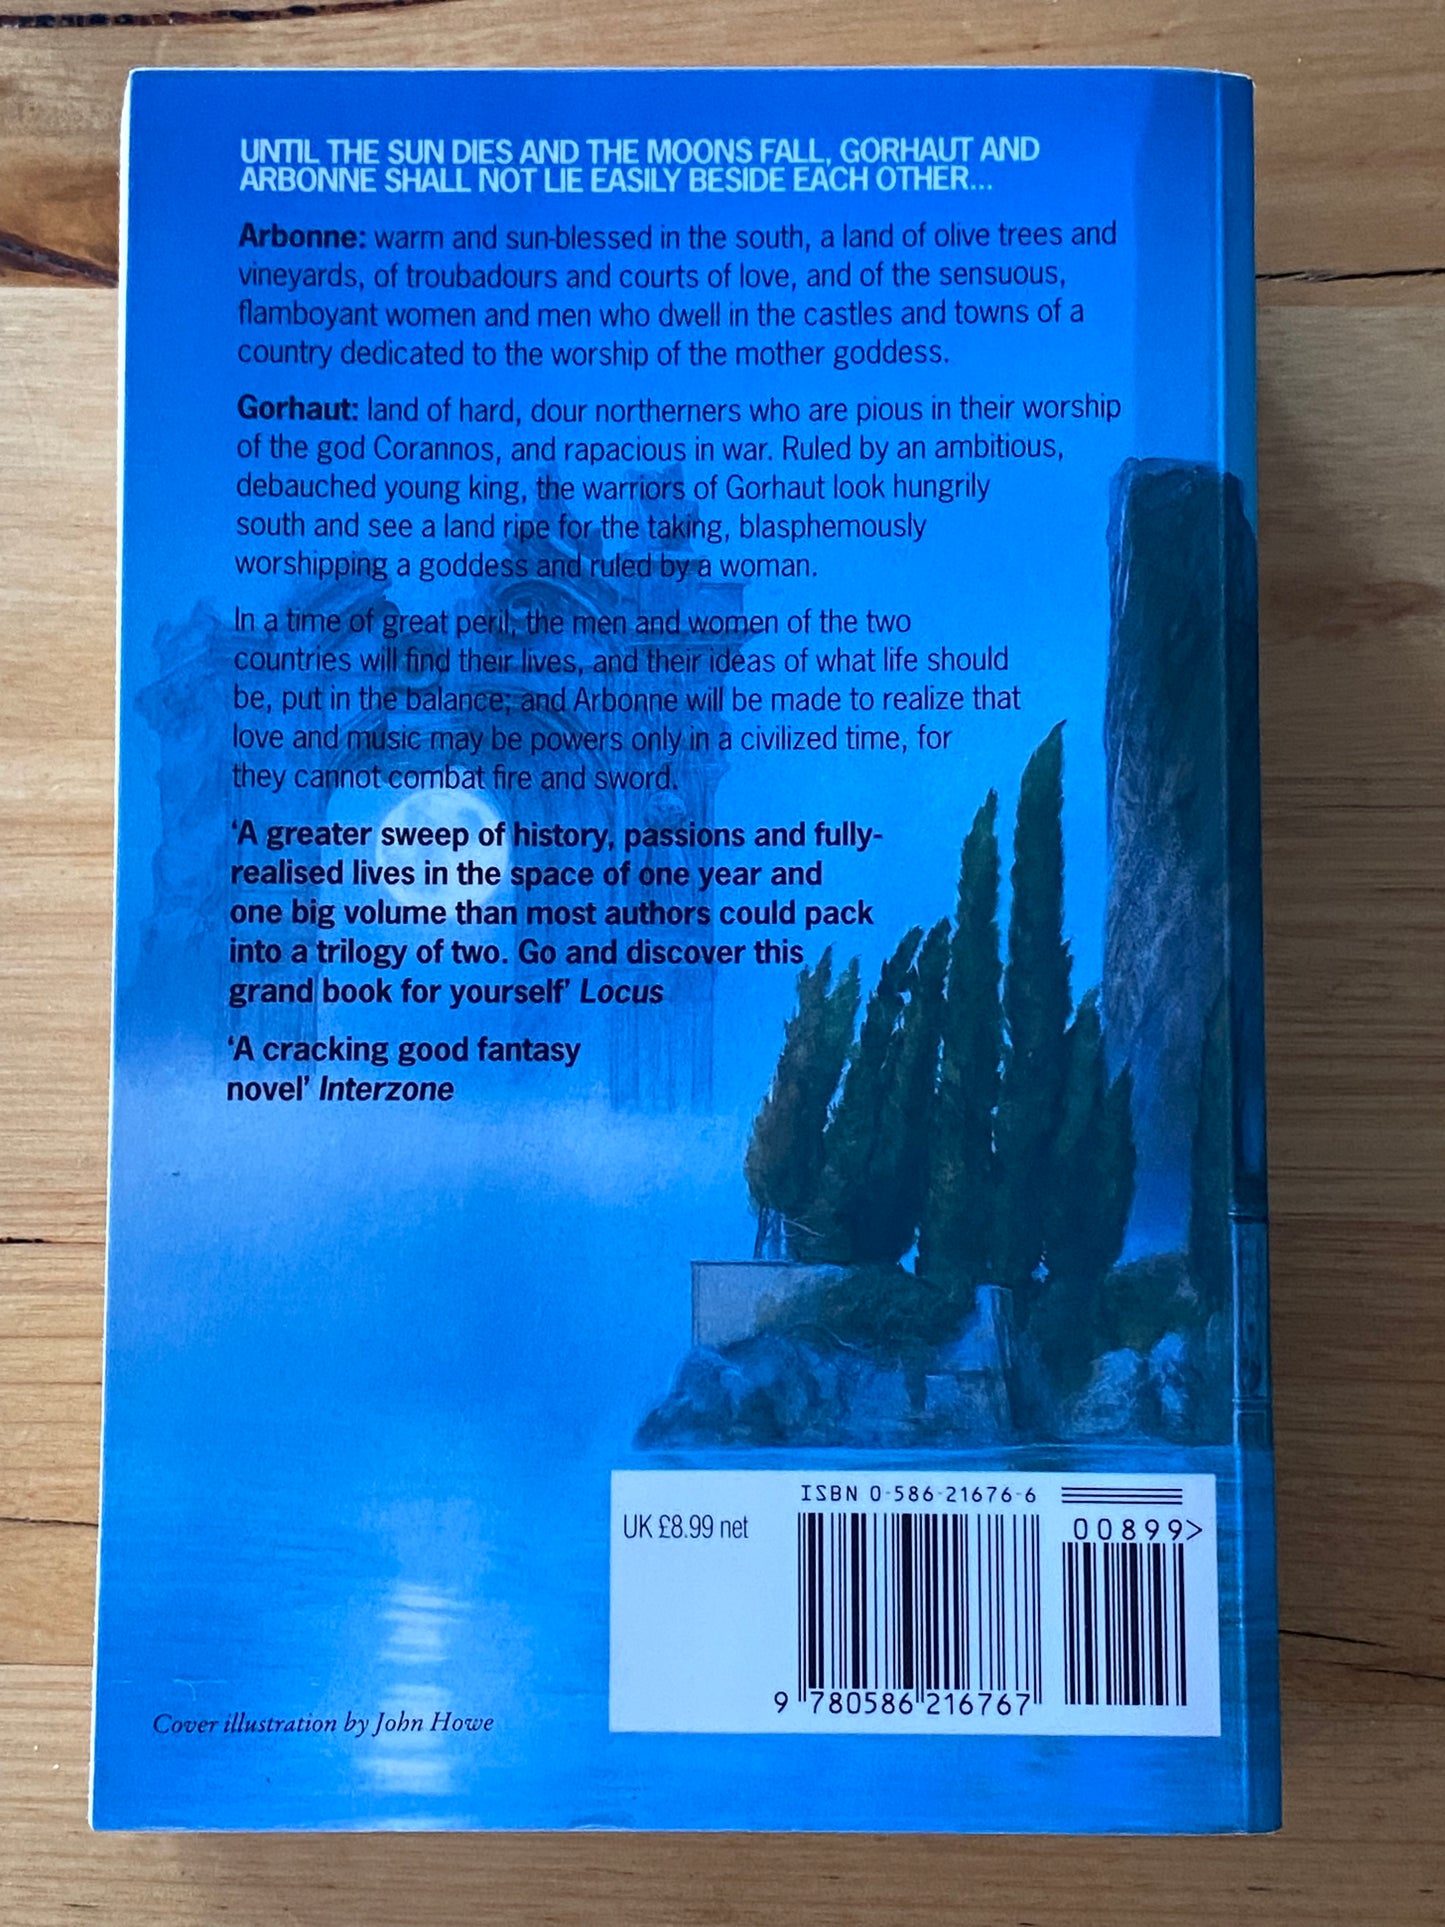 UNTIL THE SUN DIES AND THE MOONS FALL, GORHAUT AND
ARBONNE SHALL NOT LIE EASILY BESIDE EACH OTHER...
Arbonne: warm and sun-blessed in the south, a land of olive trees and
vineyards, of troubadours and courts of love, and of the sensuous,
flamboyant women and men who dwell in the castles and towns of a
country dedicated to the worship of the mother goddess.
Gorhaut: land of hard, dour northerners who are pious in their worship
of the god Corannos, and rapacious in war. Ruled by an ambitious,
debauched young king, the warriors of Gorhaut look hungrily
south and see a land ripe for the taking, blasphemously
worshipping a goddess and ruled by a woman.
In a time of great peril, the men and women of the two
countries will find their lives, and their ideas of what life should
be, put in the balance; and Arbonne will be made to realize that
love and music may be powers only in a civilized time, for
they cannot combat fire and sword.
‘A greater sweep of history, passions and fully-
realised lives in the space of one year and
one big volume than most authors could pack
into a trilogy of two. Go and discover this
grand book for yourself’ Locus
‘A cracking good fantasy
novel’ Interzone
ISBN 0-586-21676-6
UK £8.99 net
00899>
9 780586 216767
Cover illustration by John Howe